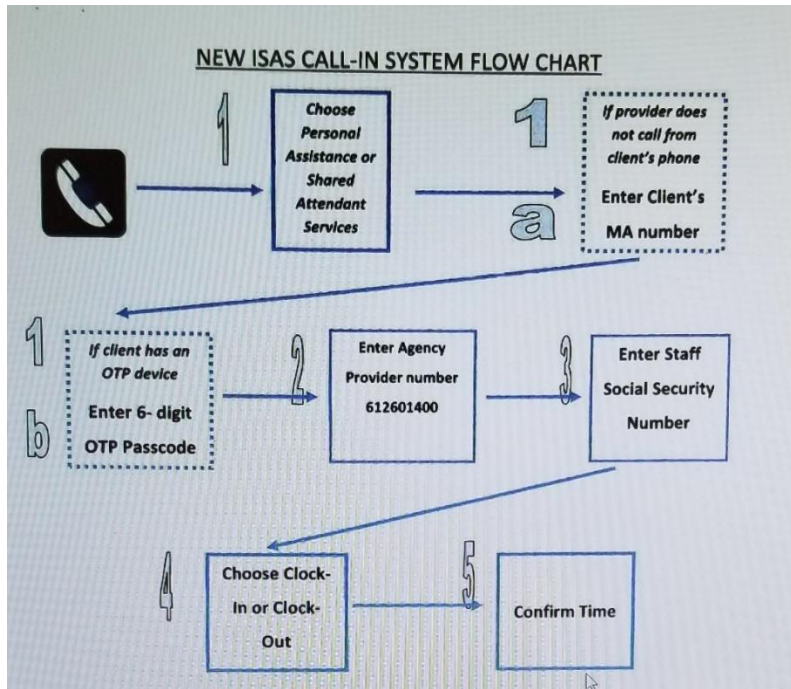 NEW ISAS CALL-IN SYSTEM FLOW CHART
1
Choose
Personal
Assistance or
Shared
Attendant
Services
1
a
If provider does
not call from
client's phone
Enter Client's
MA number
1
b
If client has an
OTP device
Enter 6- digit
OTP Passcode
2
Enter Agency
Provider number
612601400
3
Enter Staff
Social Security
Number
4
Choose Clock-
In or Clock-
Out
5
Confirm Time